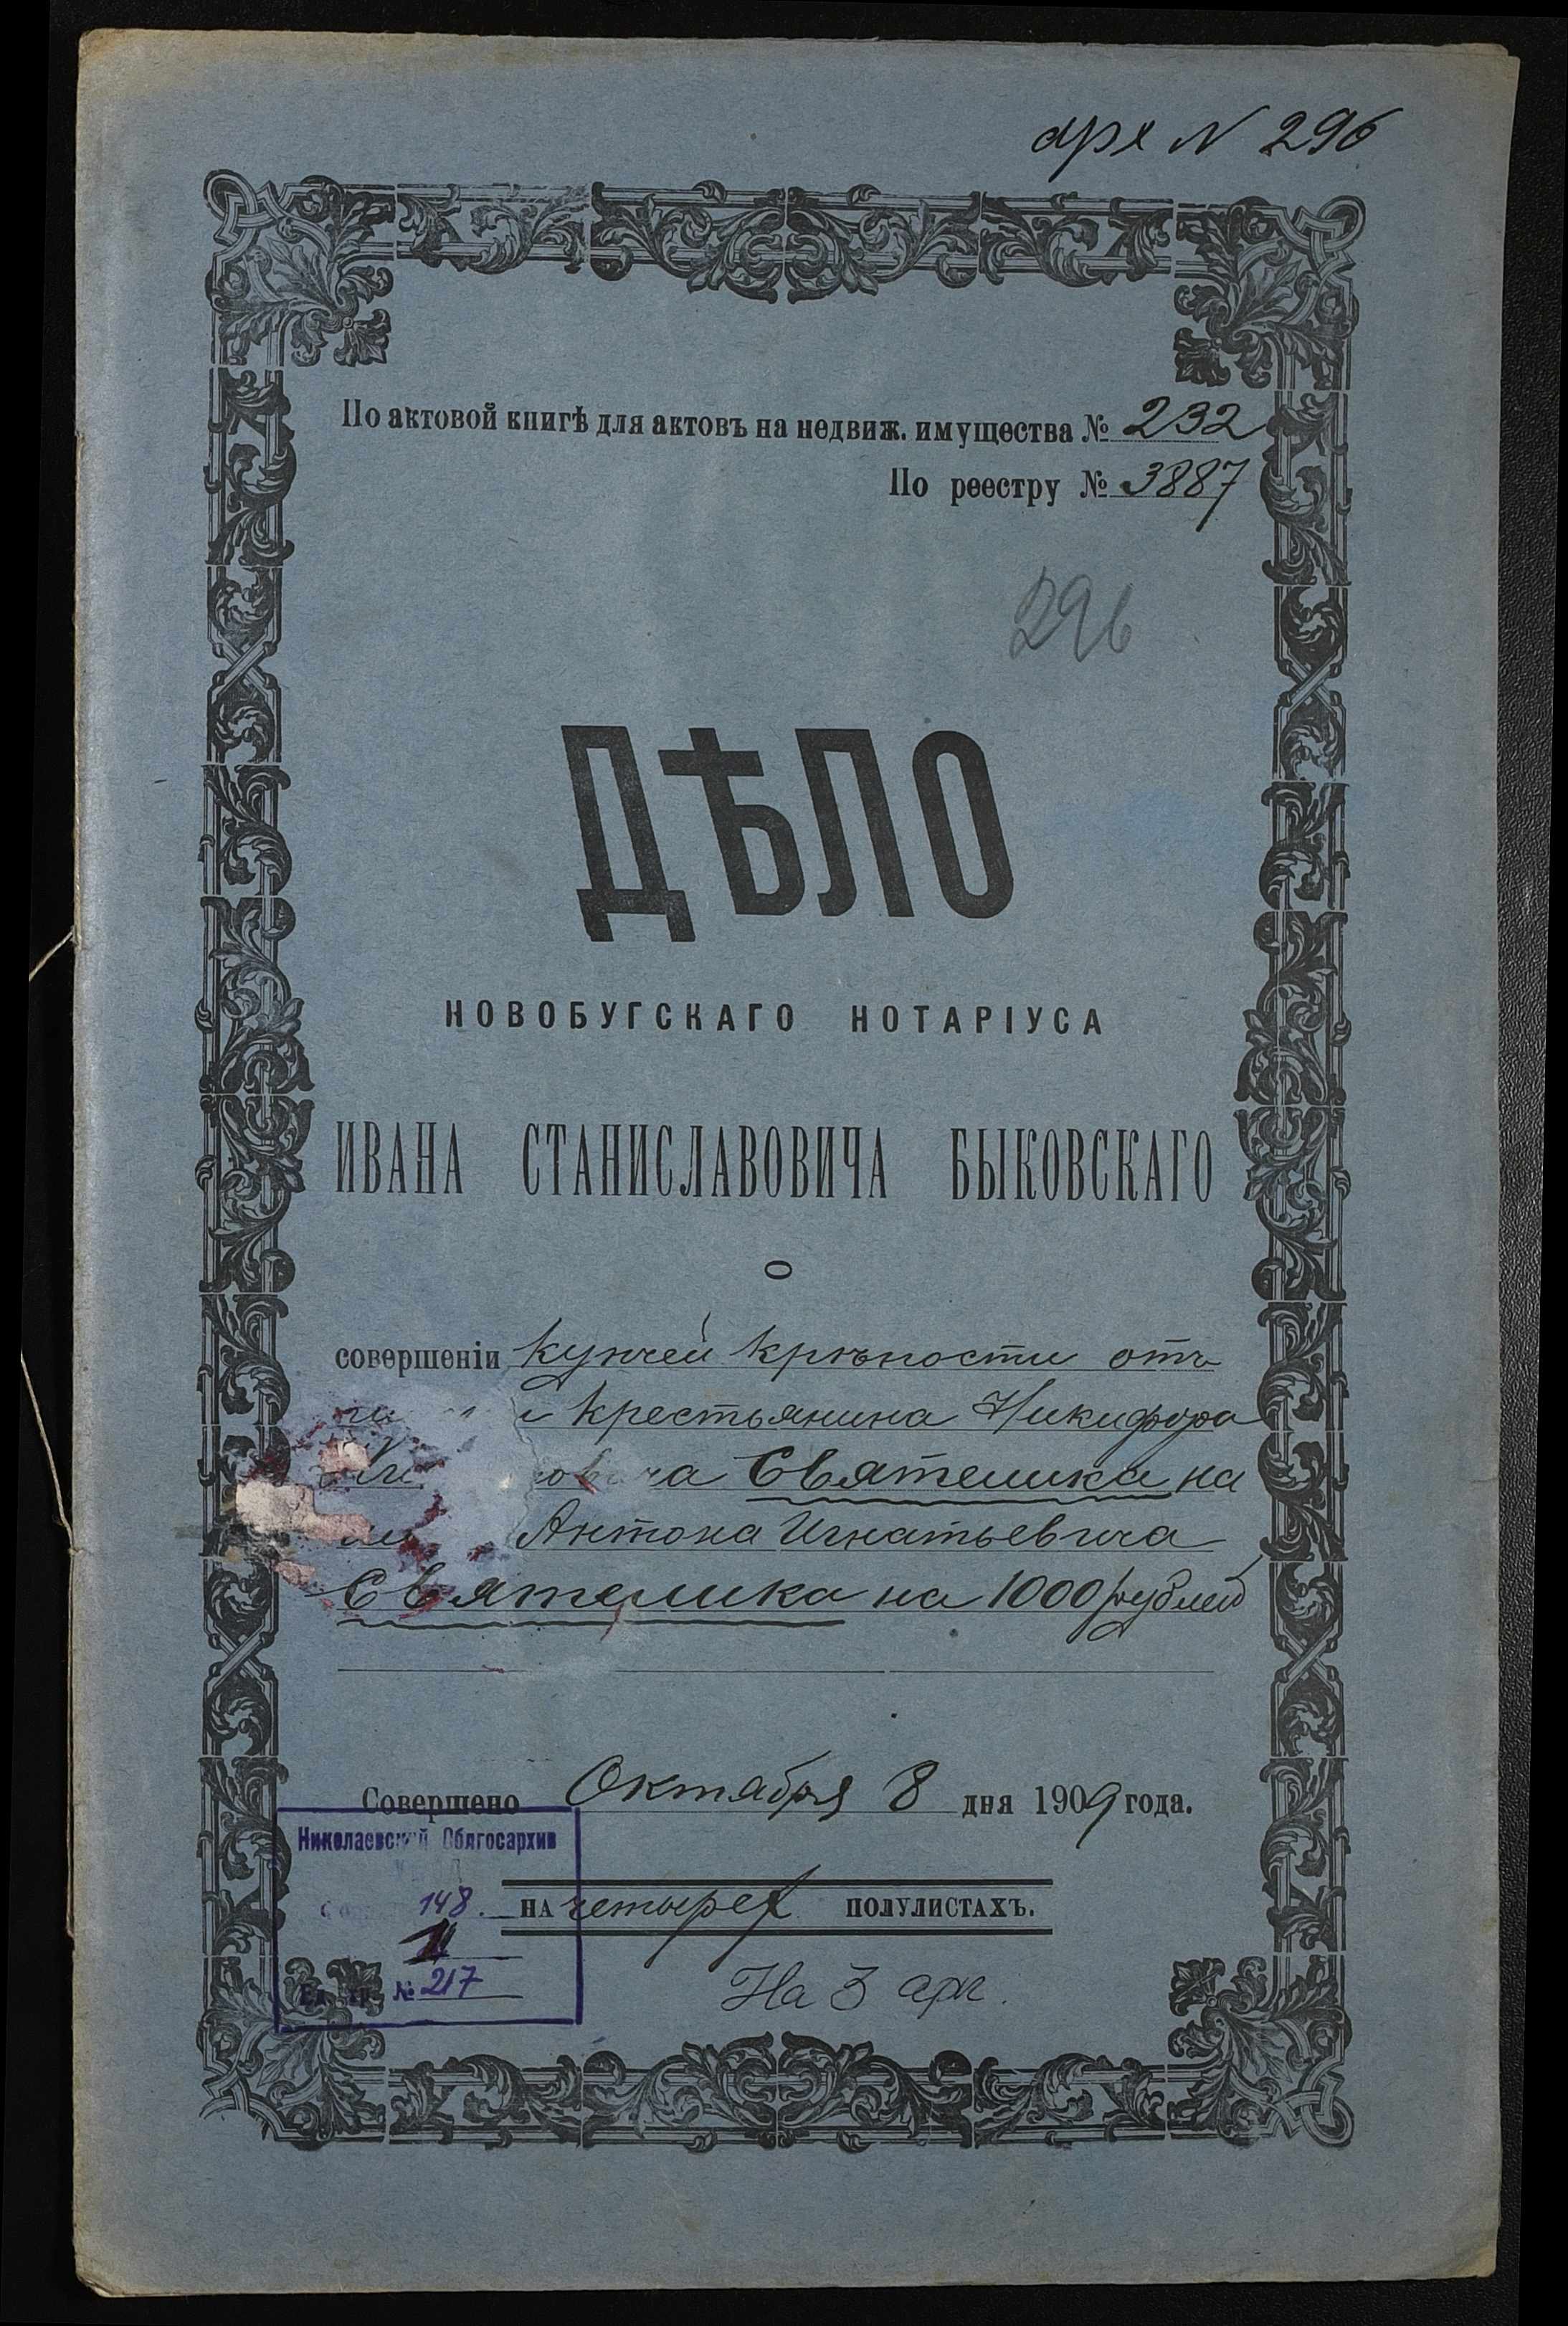 арх N 296
По актовой книгѣ для актовъ на недвиж. имущества № 232
По реестру № 3887
296
ДѢЛО
НОВОБУГСКАГО НОТАРІУСА
ИВАНА СТАНИСЛАВОВИЧА БЫКОВСКАГО
О
совершеніи купчей крѣпости отъ
крестьянина Никифора
Святелика на
Антона Игнатьевича
Святелика на 1000 рублей
Совершено Октября 8 дня 1909 года.
Николаевский Облгосархив
148.
НА четырех ПОЛУЛИСТАХЪ.
1
№ 217
На 3 арк.